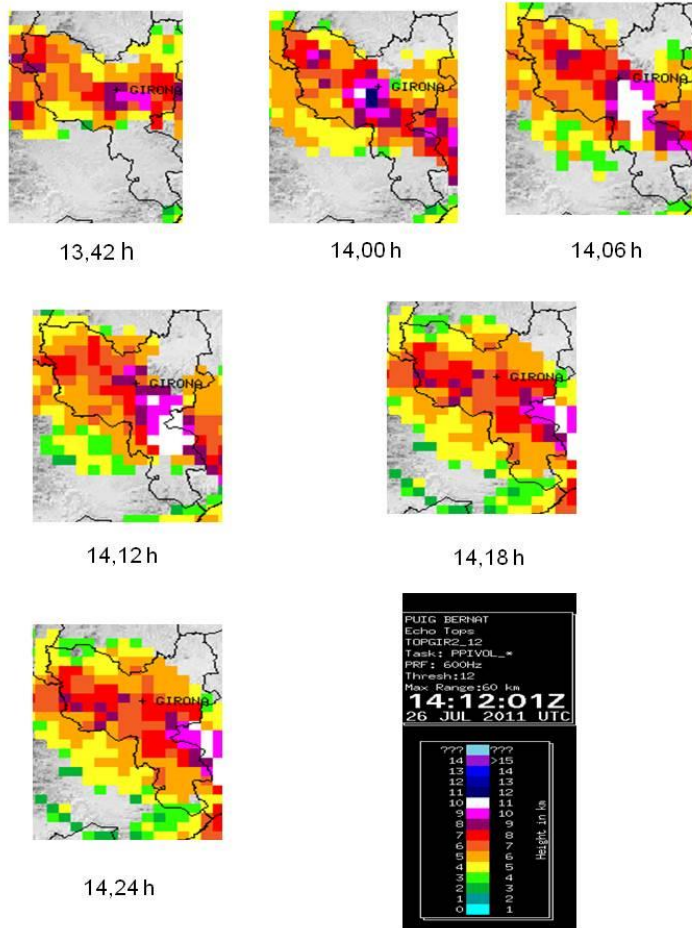 GIRONA
GIRONA
GIRONA
13,42 h
14,00 h
14,06 h
GIRONA
GIRONA
14,12 h
14,18 h
GIRONA
14,24 h
PUIG BERNAT
Echo Tops
TOPGIR2_12
Task: PPIVOL_*
PRF: 600Hz
Thresh:12
Max Range:60 km
14:12:01Z
26 JUL 2011 UTC
??? ???
14 >15
13 14
12 13
11 12
10 11
9 10
8 9
7 8
6 7
5 6
4 5
3 4
2 3
1 2
0 1
Height in km